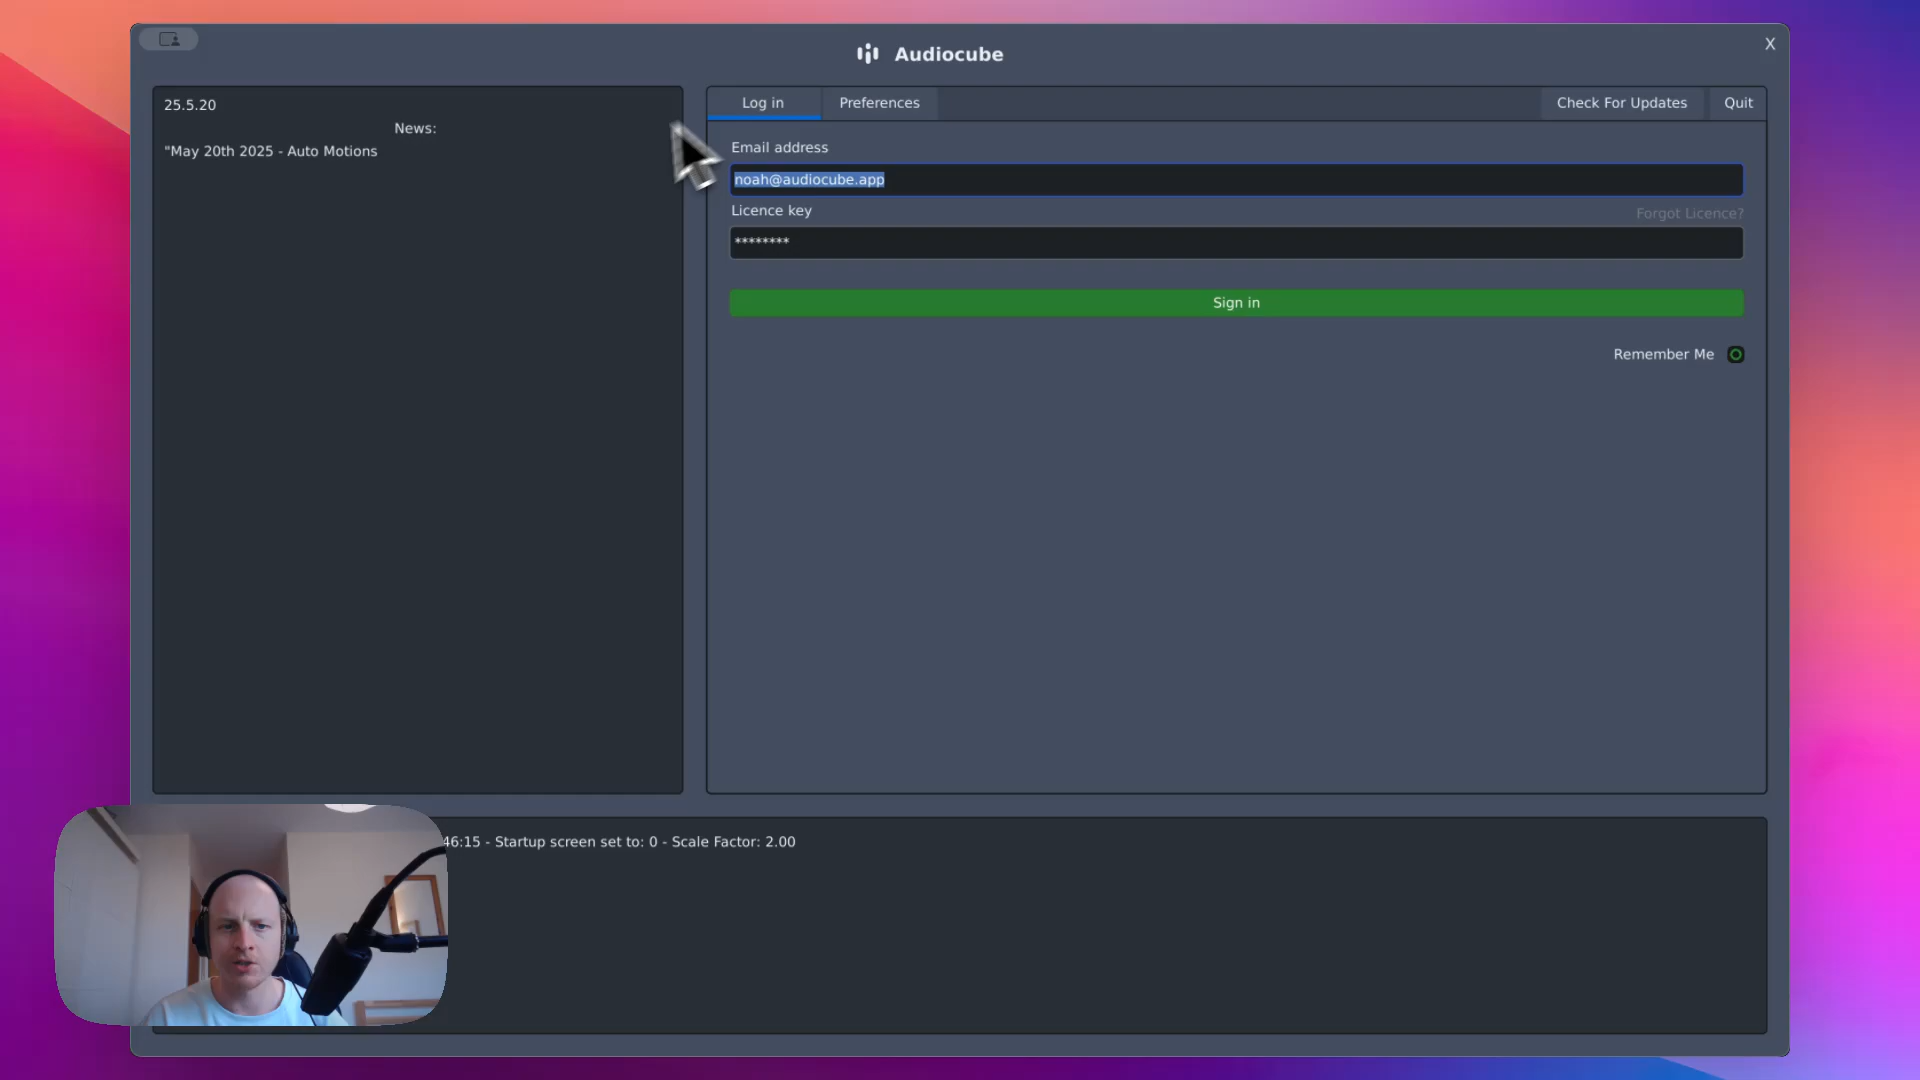 Audiocube
X
25.5.20
News:
"May 20th 2025 - Auto Motions
Log in
Preferences
Check For Updates
Quit
Email address
noah@audiocube.app
Licence key
Forgot Licence?
********
Sign in
Remember Me
46:15 - Startup screen set to: 0 - Scale Factor: 2.00